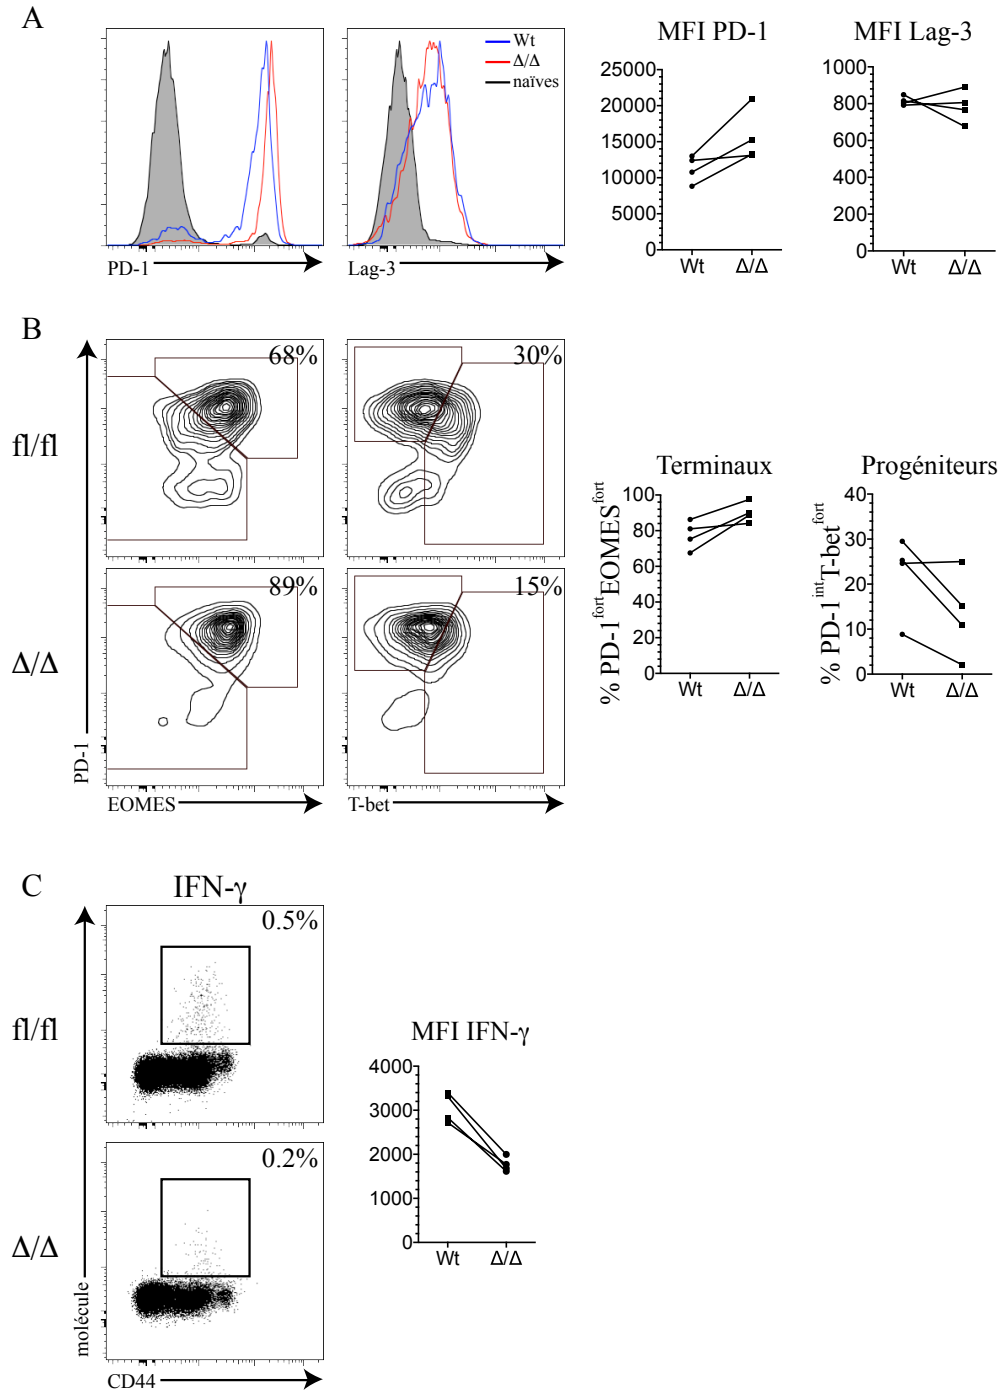 A
Wt
Δ/Δ
naïves
PD-1
Lag-3
MFI PD-1
25000
20000
15000
10000
5000
0
Wt Δ/Δ
MFI Lag-3
1000
800
600
400
200
0
Wt Δ/Δ
B
fl/fl
68%
30%
Δ/Δ
89%
15%
PD-1
EOMES
T-bet
Terminaux
% PD-1fortEOMESfort
100
80
60
40
20
0
Wt Δ/Δ
Progéniteurs
% PD-1intT-betfort
40
30
20
10
0
Wt Δ/Δ
C
IFN-γ
fl/fl
0.5%
Δ/Δ
0.2%
molécule
CD44
MFI IFN-γ
4000
3000
2000
1000
0
Wt Δ/Δ